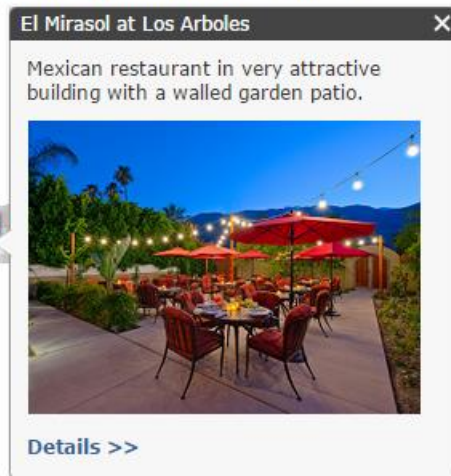 El Mirasol at Los Arboles
Mexican restaurant in very attractive
building with a walled garden patio.
Details >>